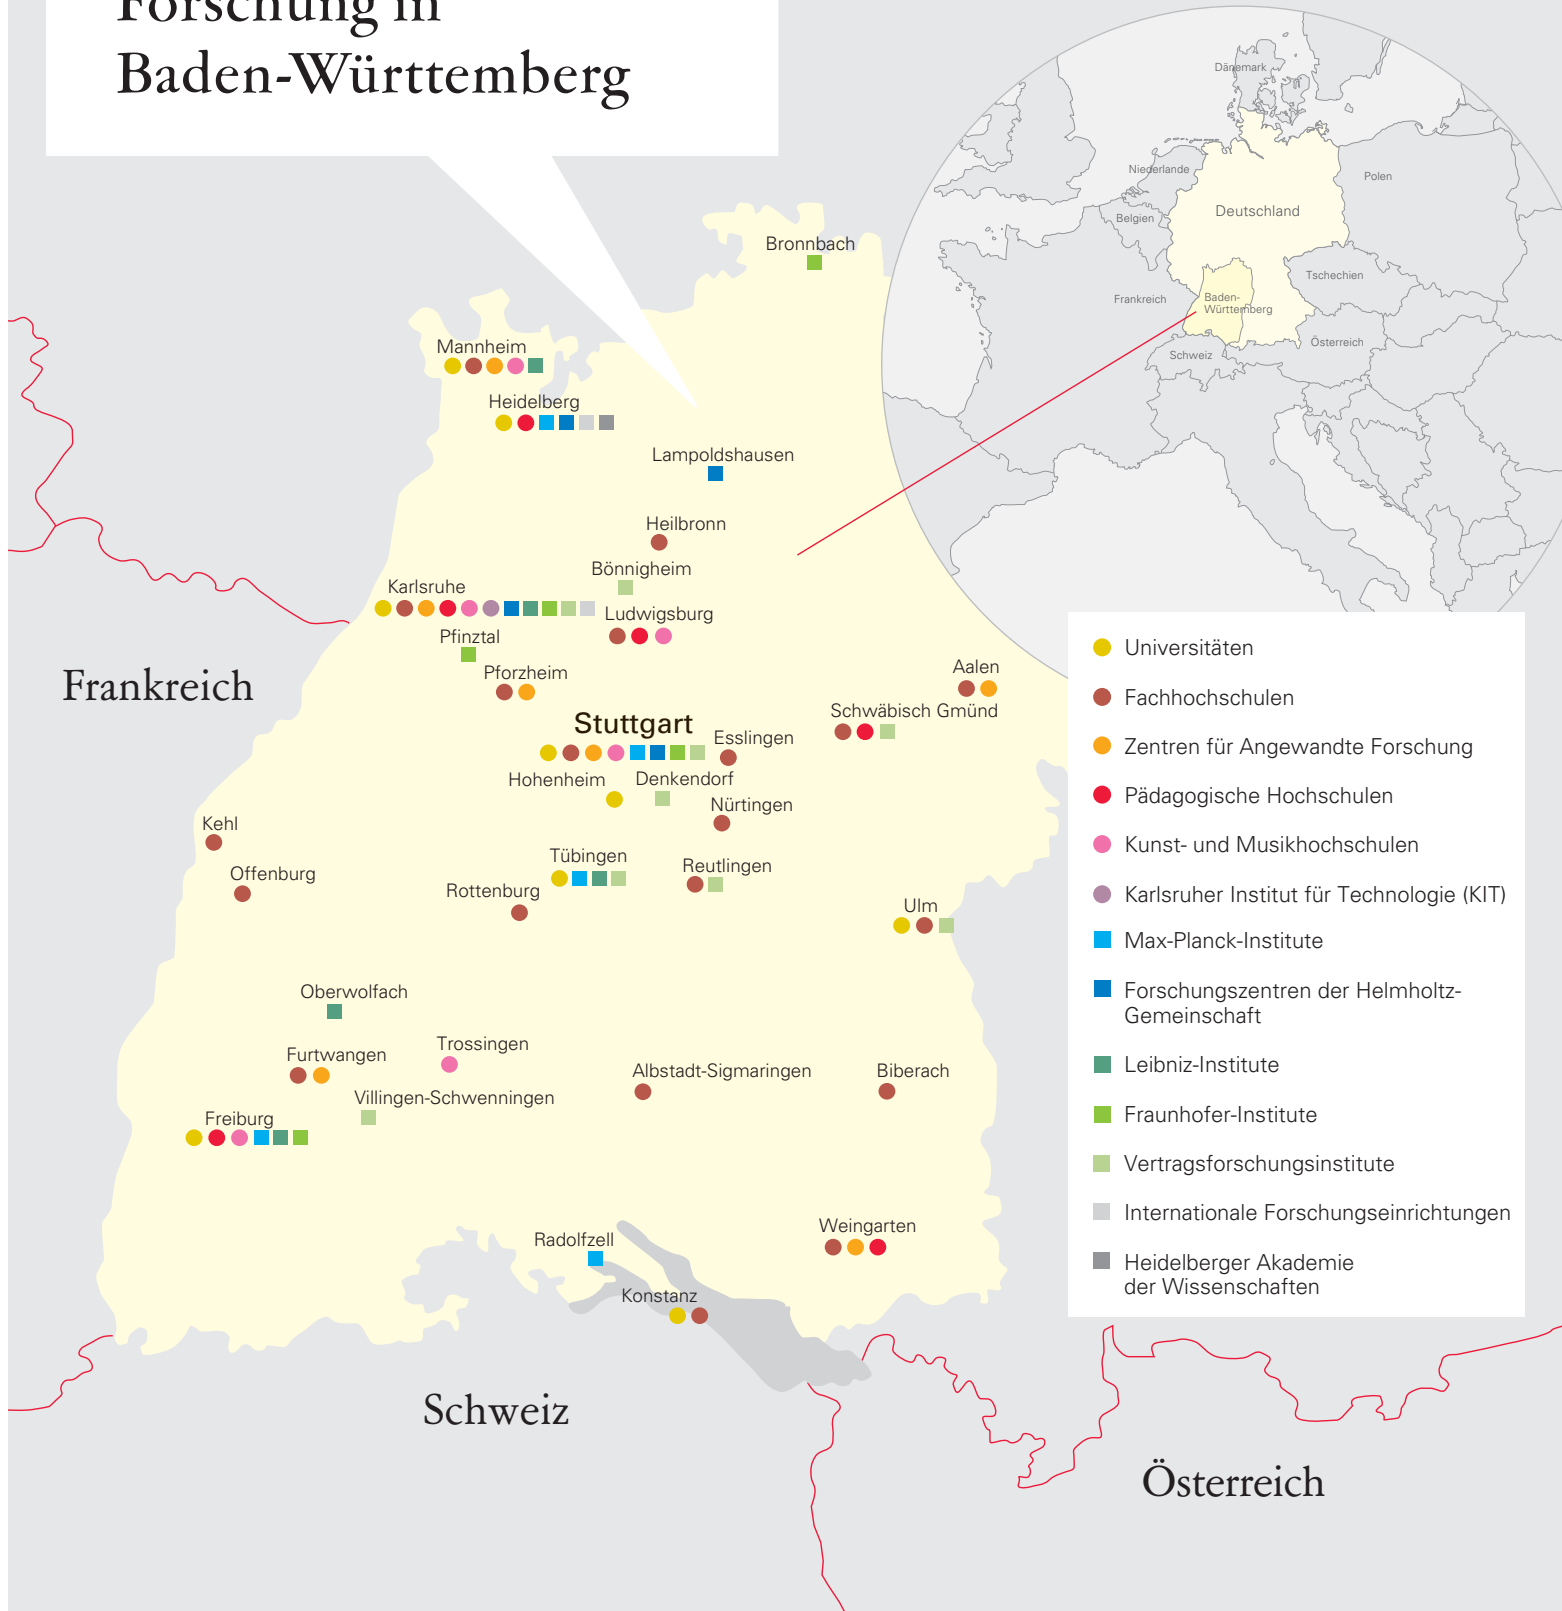 Forschung in
Baden-Württemberg
Dänemark
Niederlande
Polen
Belgien
Deutschland
Tschechien
Frankreich
Baden-
Württemberg
Österreich
Schweiz
Bronnbach
Mannheim
Heidelberg
Lampoldshausen
Heilbronn
Bönnigheim
Karlsruhe
Ludwigsburg
Pfinztal
Pforzheim
Aalen
Schwäbisch Gmünd
Stuttgart
Esslingen
Hohenheim
Denkendorf
Nürtingen
Kehl
Offenburg
Tübingen
Reutlingen
Rottenburg
Ulm
Oberwolfach
Trossingen
Furtwangen
Albstadt-Sigmaringen
Biberach
Villingen-Schwenningen
Freiburg
Weingarten
Radolfzell
Konstanz
Frankreich
Schweiz
Österreich
Universitäten
Fachhochschulen
Zentren für Angewandte Forschung
Pädagogische Hochschulen
Kunst- und Musikhochschulen
Karlsruher Institut für Technologie (KIT)
Max-Planck-Institute
Forschungszentren der Helmholtz-
Gemeinschaft
Leibniz-Institute
Fraunhofer-Institute
Vertragsforschungsinstitute
Internationale Forschungseinrichtungen
Heidelberger Akademie
der Wissenschaften